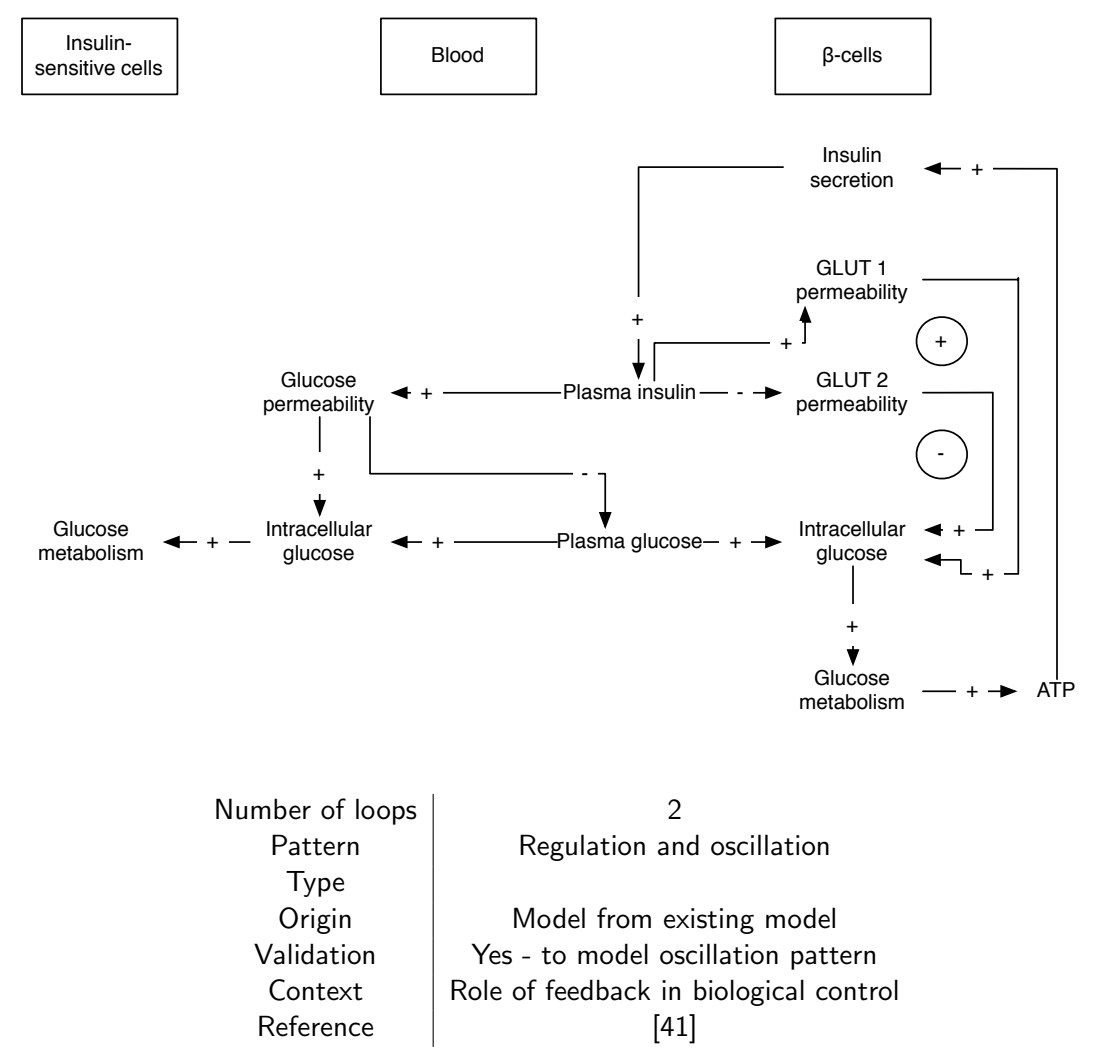 Insulin-
sensitive cells
Blood
β-cells
Insulin
secretion
+
GLUT 1
permeability
+
+
+
Glucose
permeability
+
Plasma insulin
-
GLUT 2
permeability
-
+
-
Glucose
metabolism
+
Intracellular
glucose
+
Plasma glucose
+
Intracellular
glucose
+
+
+
Glucose
metabolism
+
ATP
Number of loops 2
Pattern Regulation and oscillation
Type
Origin Model from existing model
Validation Yes - to model oscillation pattern
Context Role of feedback in biological control
Reference [41]